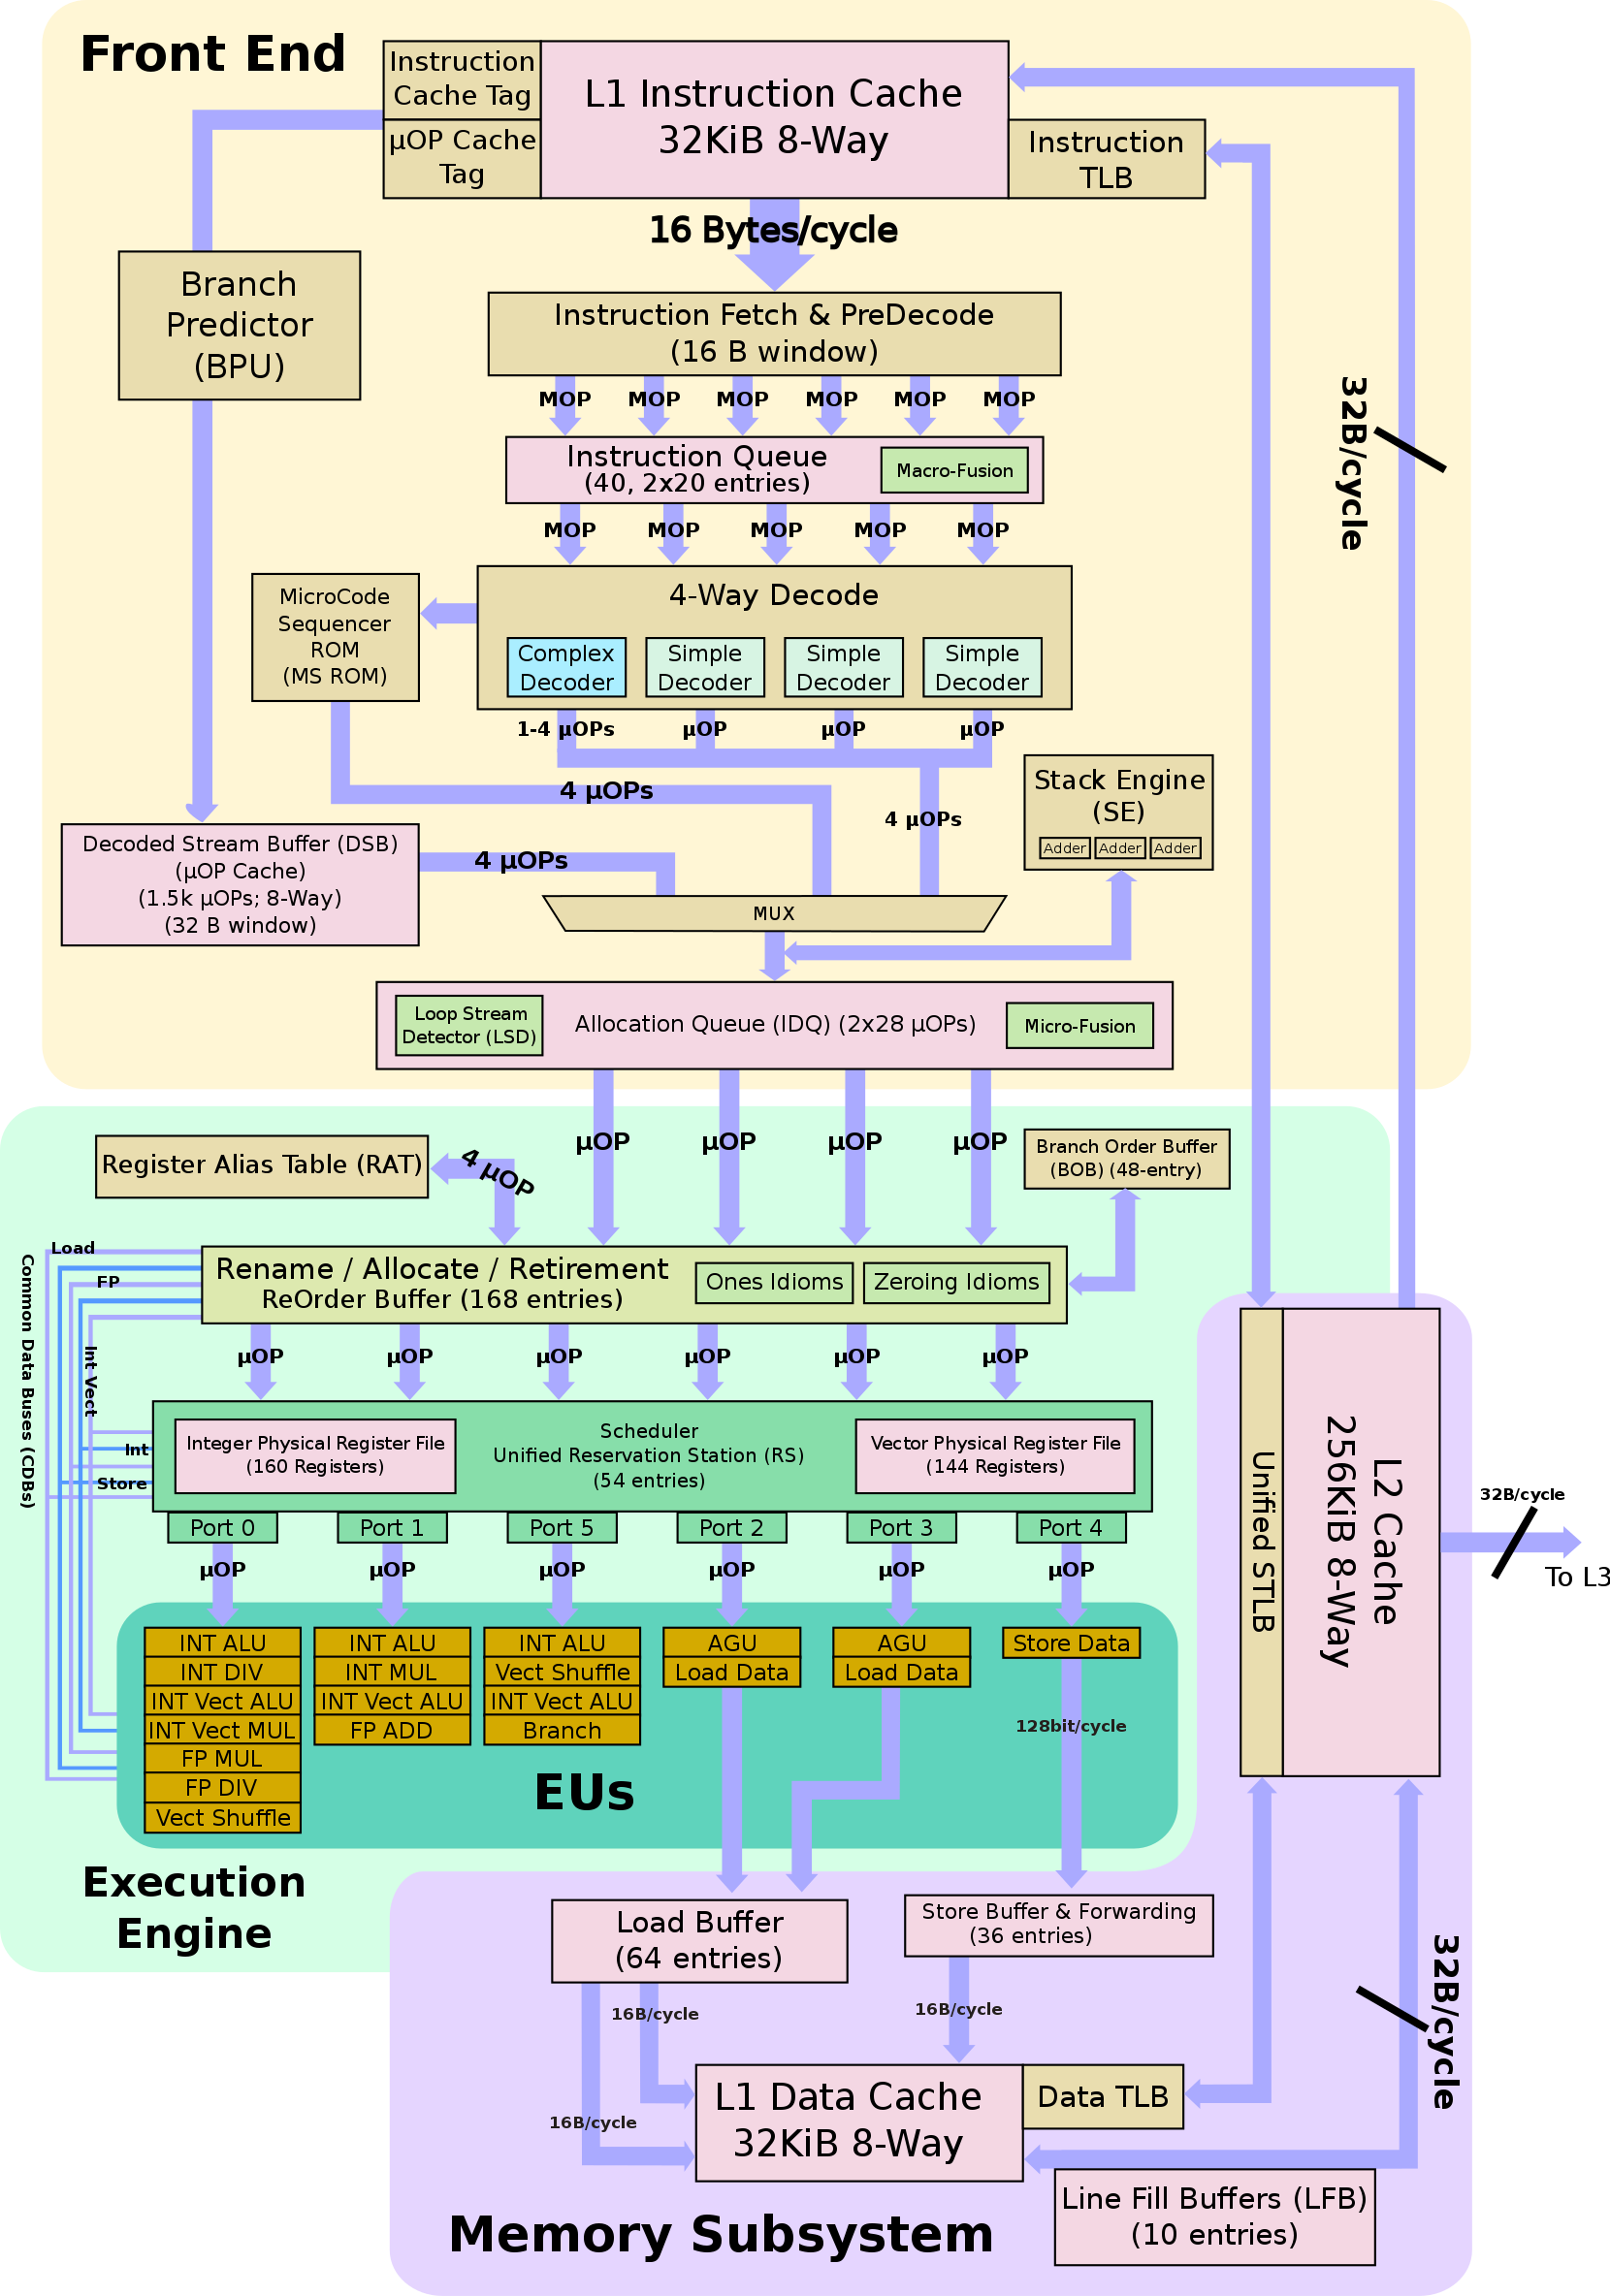 Front End
Instruction
Cache Tag
µOP Cache
Tag
L1 Instruction Cache
32KiB 8-Way
Instruction
TLB
16 Bytes/cycle
Branch
Predictor
(BPU)
Instruction Fetch & PreDecode
(16 B window)
32B/cycle
MOP MOP MOP MOP MOP MOP
Instruction Queue
(40, 2x20 entries)
Macro-Fusion
MOP MOP MOP MOP MOP
MicroCode
Sequencer
ROM
(MS ROM)
4-Way Decode
Complex
Decoder
Simple
Decoder
Simple
Decoder
Simple
Decoder
1-4 µOPs µOP µOP µOP
4 µOPs
4 µOPs
Stack Engine
(SE)
Adder Adder Adder
Decoded Stream Buffer (DSB)
(µOP Cache)
(1.5k µOPs; 8-Way)
(32 B window)
4 µOPs
MUX
Loop Stream
Detector (LSD)
Allocation Queue (IDQ) (2x28 µOPs)
Micro-Fusion
µOP µOP µOP µOP
Register Alias Table (RAT)
4 µOP
Branch Order Buffer
(BOB) (48-entry)
Load
FP
Int Vect
Int
Store
Common Data Buses (CDBs)
Rename / Allocate / Retirement
ReOrder Buffer (168 entries)
Ones Idioms
Zeroing Idioms
µOP µOP µOP µOP µOP µOP
Integer Physical Register File
(160 Registers)
Scheduler
Unified Reservation Station (RS)
(54 entries)
Vector Physical Register File
(144 Registers)
Port 0 Port 1 Port 5 Port 2 Port 3 Port 4
µOP µOP µOP µOP µOP µOP
INT ALU
INT DIV
INT Vect ALU
INT Vect MUL
FP MUL
FP DIV
Vect Shuffle
INT ALU
INT MUL
INT Vect ALU
FP ADD
INT ALU
Vect Shuffle
INT Vect ALU
Branch
AGU
Load Data
AGU
Load Data
Store Data
128bit/cycle
EUs
Execution
Engine
Unified STLB
L2 Cache
256KiB 8-Way
32B/cycle
To L3
Load Buffer
(64 entries)
Store Buffer & Forwarding
(36 entries)
16B/cycle
16B/cycle
16B/cycle
32B/cycle
L1 Data Cache
32KiB 8-Way
Data TLB
Line Fill Buffers (LFB)
(10 entries)
Memory Subsystem